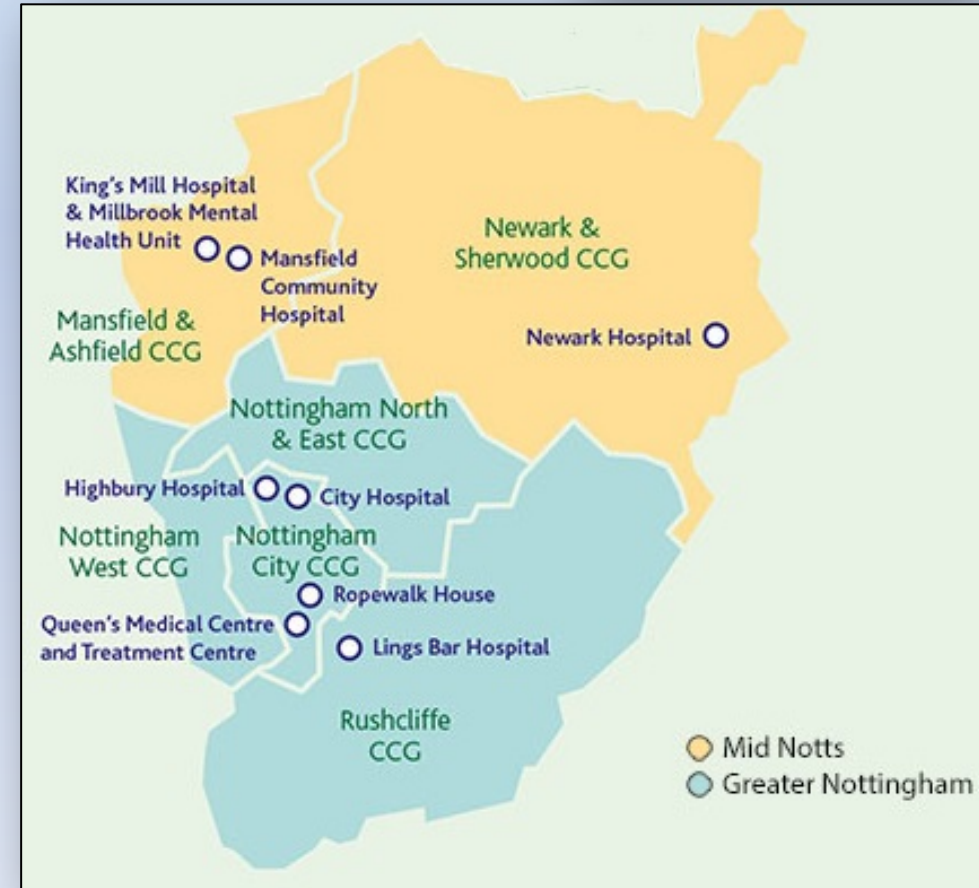 King's Mill Hospital
& Millbrook Mental
Health Unit
Mansfield
Community
Hospital
Newark &
Sherwood CCG
Newark Hospital
Mansfield &
Ashfield CCG
Nottingham North
& East CCG
Highbury Hospital
City Hospital
Nottingham
West CCG
Nottingham
City CCG
Ropewalk House
Queen's Medical Centre
and Treatment Centre
Lings Bar Hospital
Rushcliffe
CCG
Mid Notts
Greater Nottingham